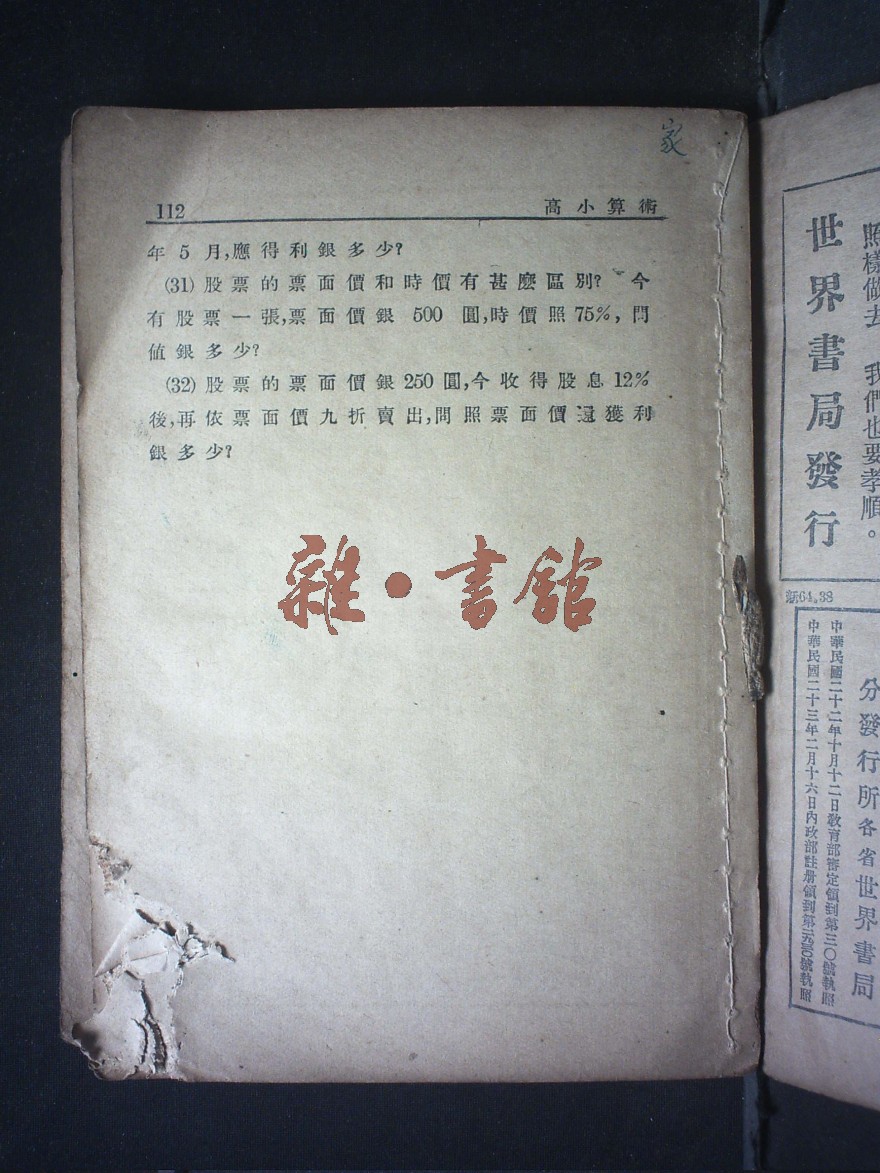 家
112 高小算術
年5月,應得利銀多少?
(31)股票的票面價和時價有甚麽區別? 今
有股票一張,票面價銀500圓,時價照75%,問
値銀多少?
(32)股票的票面價銀250圓,今收得股息12%
後,再依票面價九折賣出,問照票面價還獲利
銀多少?
雜·書館
照樣做去 我們也要孝順。
世界書局發行
新64,38
分發行所各省世界書局
中華民國二十二年十月十二日敎育部審定領到第三〇號執照
中華民國二十三年二月十六日內政部註册領到第號執照